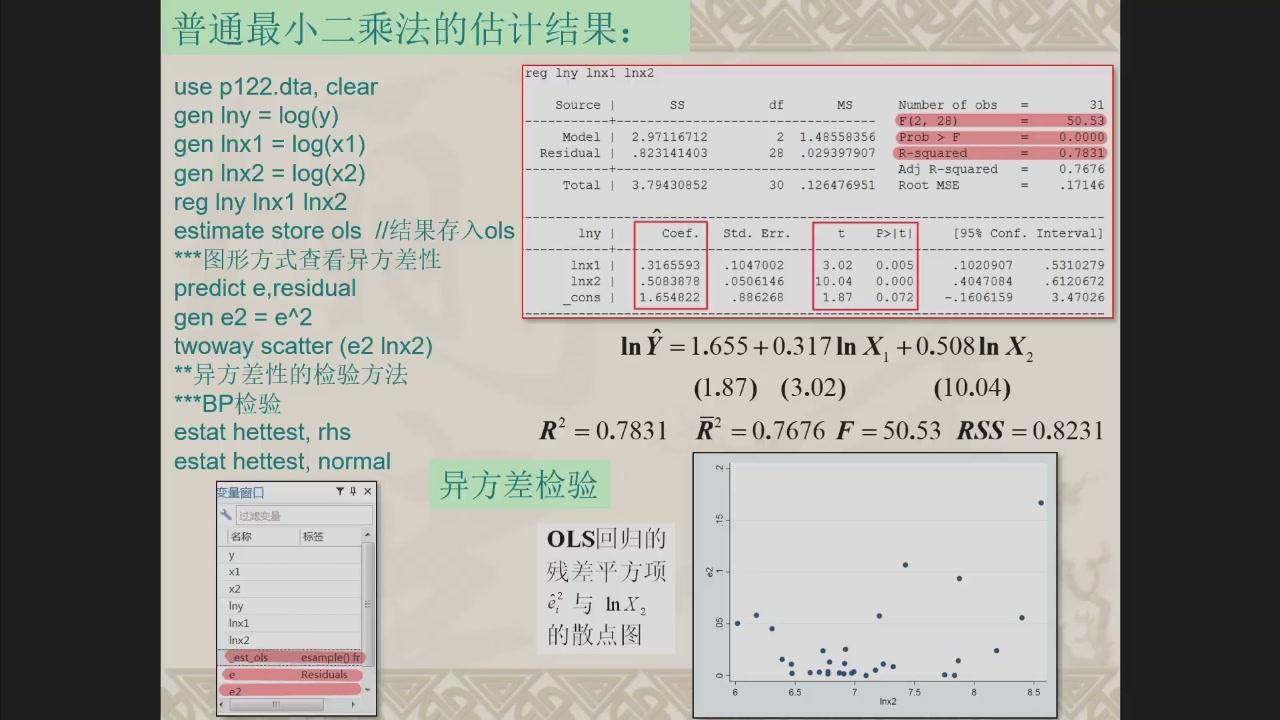 普通最小二乘法的估计结果:
use p122.dta, clear
gen lny = log(y)
gen lnx1 = log(x1)
gen lnx2 = log(x2)
reg lny lnx1 lnx2
estimate store ols //结果存入ols
***图形方式查看异方差性
predict e,residual
gen e2 = e^2
twoway scatter (e2 lnx2)
**异方差性的检验方法
***BP检验
estat hettest, rhs
estat hettest, normal
reg lny lnx1 lnx2
Source | SS df MS Number of obs = 31
F(2, 28) = 50.53
Model | 2.97116712 2 1.48558356 Prob > F = 0.0000
Residual | .823141403 28 .029397907 R-squared = 0.7831
Adj R-squared = 0.7676
Total | 3.79430852 30 .126476951 Root MSE = .17146
lny | Coef. Std. Err. t P>|t| [95% Conf. Interval]
lnx1 | .3165593 .1047002 3.02 0.005 .1020907 .5310279
lnx2 | .5083878 .0506146 10.04 0.000 .4047084 .6120672
_cons | 1.654822 .886268 1.87 0.072 -.1606159 3.47026
ln Ŷ = 1.655 + 0.317 ln X₁ + 0.508 ln X₂
(1.87) (3.02) (10.04)
R² = 0.7831 R̄² = 0.7676 F = 50.53 RSS = 0.8231
变量窗口
过滤变量
名称 标签
y
x1
x2
lny
lnx1
lnx2
_est_ols esample() fr
e Residuals
e2
异方差检验
OLS回归的
残差平方项
êᵢ² 与 ln X₂
的散点图
.2
.15
.1
.05
0
e2
6 6.5 7 7.5 8 8.5
lnx2